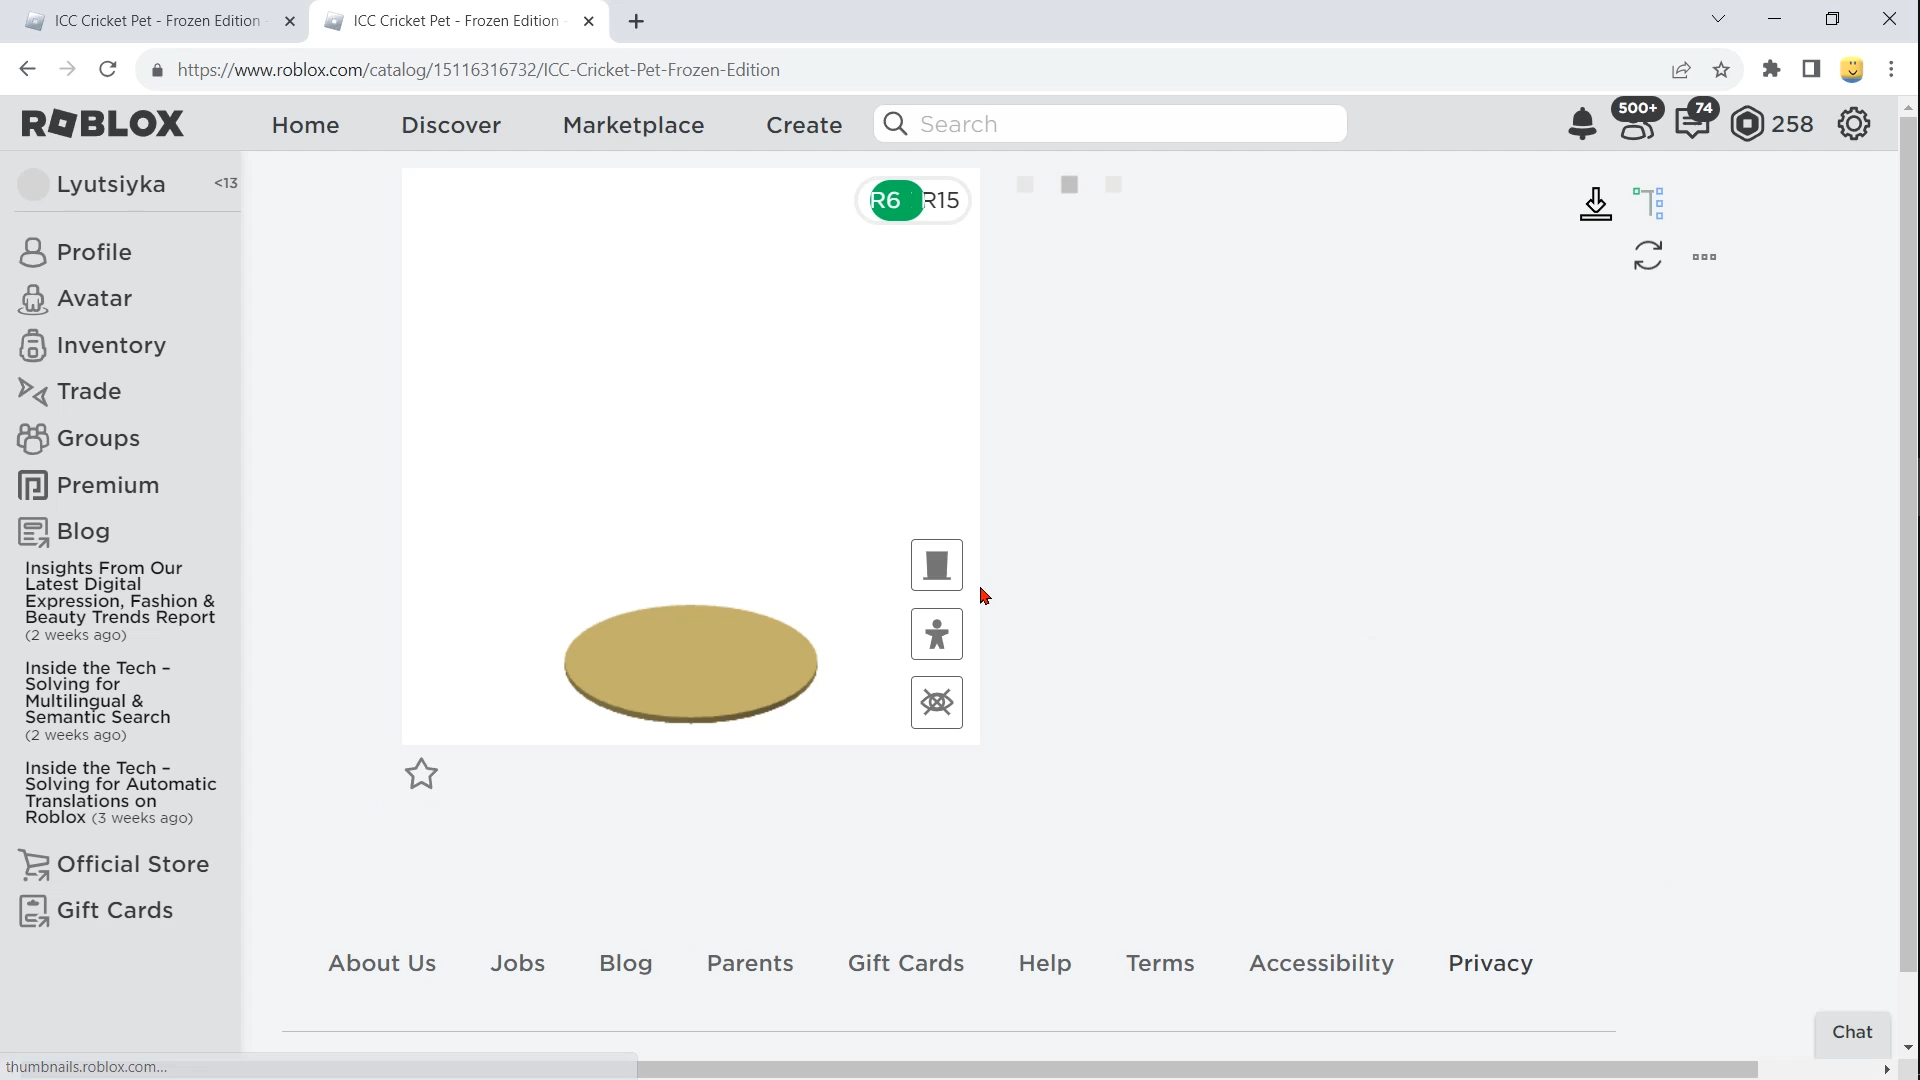 ICC Cricket Pet - Frozen Edition
ICC Cricket Pet - Frozen Edition
https://www.roblox.com/catalog/15116316732/ICC-Cricket-Pet-Frozen-Edition
ROBLOX
Home
Discover
Marketplace
Create
Search
500+
74
258
Lyutsiyka
<13
R6
R15
Profile
Avatar
Inventory
Trade
Groups
Premium
Blog
Insights From Our
Latest Digital
Expression, Fashion &
Beauty Trends Report
(2 weeks ago)
Inside the Tech –
Solving for
Multilingual &
Semantic Search
(2 weeks ago)
Inside the Tech –
Solving for Automatic
Translations on
Roblox (3 weeks ago)
Official Store
Gift Cards
About Us
Jobs
Blog
Parents
Gift Cards
Help
Terms
Accessibility
Privacy
Chat
thumbnails.roblox.com...